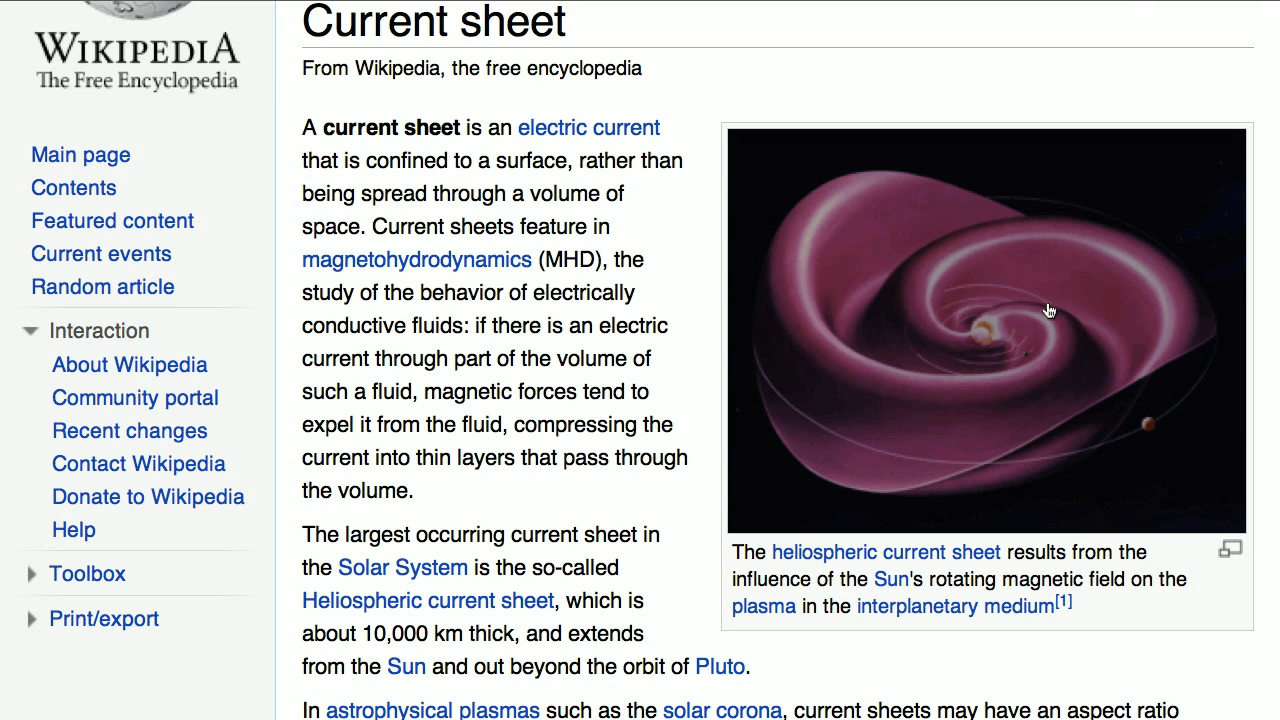 WIKIPEDIA
The Free Encyclopedia
Main page
Contents
Featured content
Current events
Random article
Interaction
About Wikipedia
Community portal
Recent changes
Contact Wikipedia
Donate to Wikipedia
Help
Toolbox
Print/export
Current sheet
From Wikipedia, the free encyclopedia
A current sheet is an electric current
that is confined to a surface, rather than
being spread through a volume of
space. Current sheets feature in
magnetohydrodynamics (MHD), the
study of the behavior of electrically
conductive fluids: if there is an electric
current through part of the volume of
such a fluid, magnetic forces tend to
expel it from the fluid, compressing the
current into thin layers that pass through
the volume.
The largest occurring current sheet in
the Solar System is the so-called
Heliospheric current sheet, which is
about 10,000 km thick, and extends
from the Sun and out beyond the orbit of Pluto.
In astrophysical plasmas such as the solar corona, current sheets may have an aspect ratio
The heliospheric current sheet results from the
influence of the Sun's rotating magnetic field on the
plasma in the interplanetary medium[1]